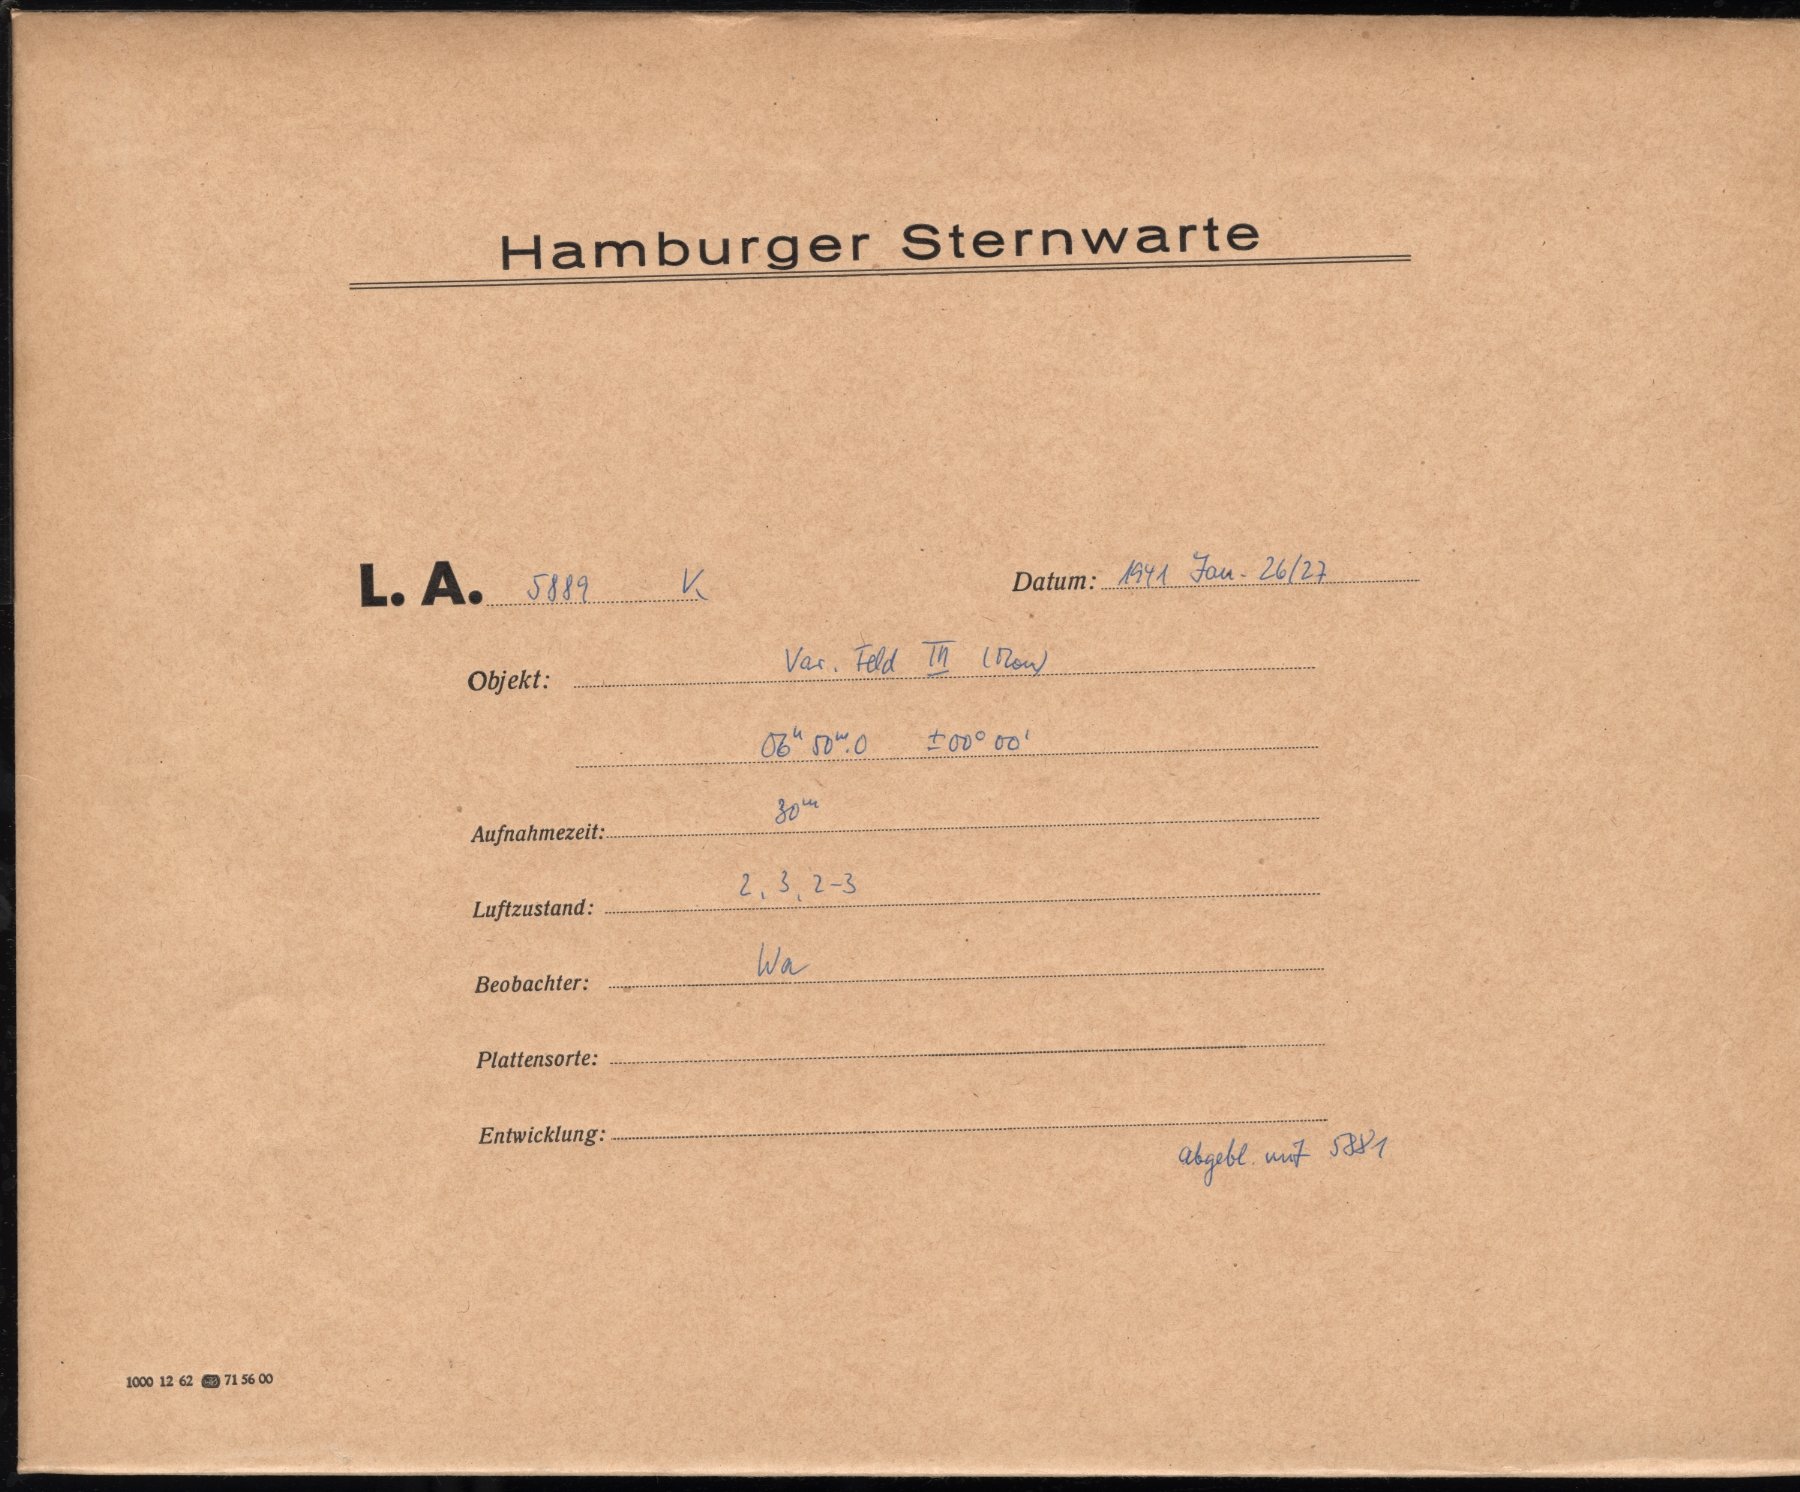 Hamburger Sternwarte
L. A. 5889 V. Datum: 1941 Jan. 26/27
Objekt: Var. Feld III (Mon)
06ʰ 50ᵐ.0 ±00° 00'
Aufnahmezeit: 30ᵐ
Luftzustand: 2, 3, 2-3
Beobachter: Wa
Plattensorte:
Entwicklung:
abgebl. mit 5881
1000 12 62 71 56 00